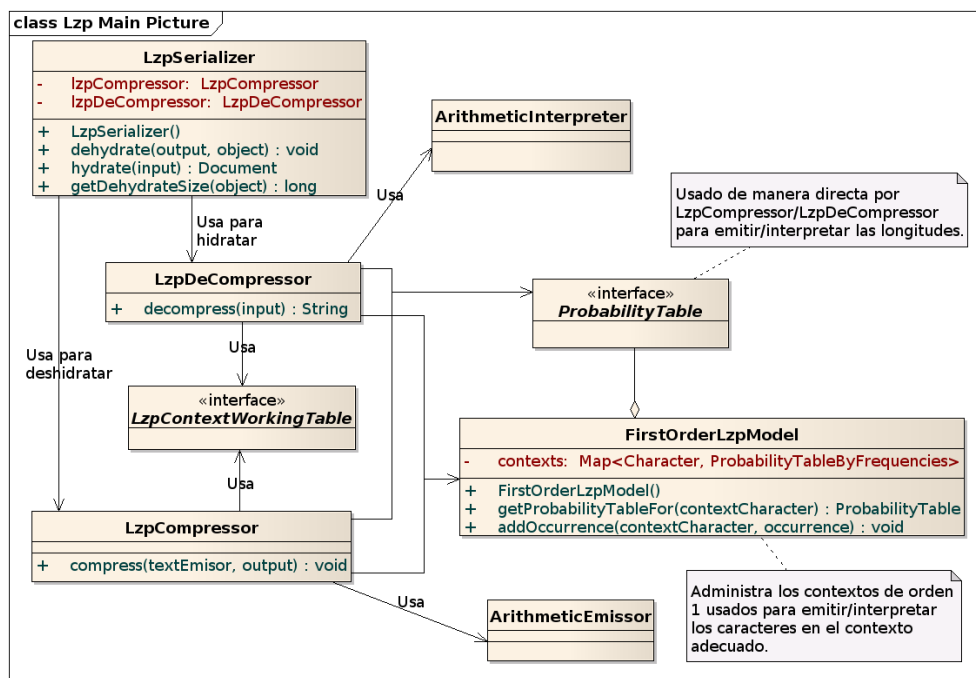 class Lzp Main Picture
LzpSerializer
- lzpCompressor: LzpCompressor
- lzpDeCompressor: LzpDeCompressor
+ LzpSerializer()
+ dehydrate(output, object) : void
+ hydrate(input) : Document
+ getDehydrateSize(object) : long
ArithmeticInterpreter
Usa
Usado de manera directa por
LzpCompressor/LzpDeCompressor
para emitir/interpretar las longitudes.
Usa para
hidratar
LzpDeCompressor
+ decompress(input) : String
«interface»
ProbabilityTable
Usa
Usa para
deshidratar
«interface»
LzpContextWorkingTable
Usa
FirstOrderLzpModel
- contexts: Map<Character, ProbabilityTableByFrequencies>
+ FirstOrderLzpModel()
+ getProbabilityTableFor(contextCharacter) : ProbabilityTable
+ addOccurrence(contextCharacter, occurrence) : void
LzpCompressor
+ compress(textEmisor, output) : void
Usa
ArithmeticEmissor
Administra los contextos de orden
1 usados para emitir/interpretar
los caracteres en el contexto
adecuado.